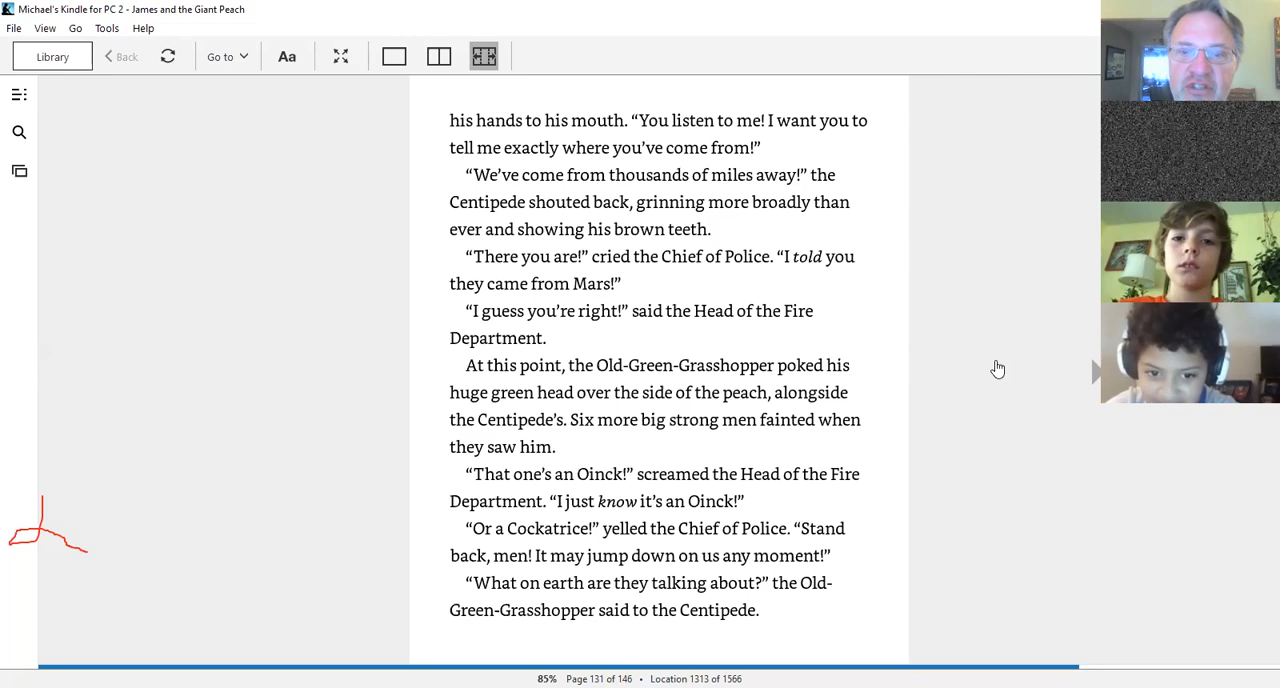 Michael's Kindle for PC 2 - James and the Giant Peach
File View Go Tools Help
Library Back Go to Aa
his hands to his mouth. “You listen to me! I want you to
tell me exactly where you’ve come from!”
“We’ve come from thousands of miles away!” the
Centipede shouted back, grinning more broadly than
ever and showing his brown teeth.
“There you are!” cried the Chief of Police. “I told you
they came from Mars!”
“I guess you’re right!” said the Head of the Fire
Department.
At this point, the Old-Green-Grasshopper poked his
huge green head over the side of the peach, alongside
the Centipede’s. Six more big strong men fainted when
they saw him.
“That one’s an Oinck!” screamed the Head of the Fire
Department. “I just know it’s an Oinck!”
“Or a Cockatrice!” yelled the Chief of Police. “Stand
back, men! It may jump down on us any moment!”
“What on earth are they talking about?” the Old-
Green-Grasshopper said to the Centipede.
85% Page 131 of 146 • Location 1313 of 1566